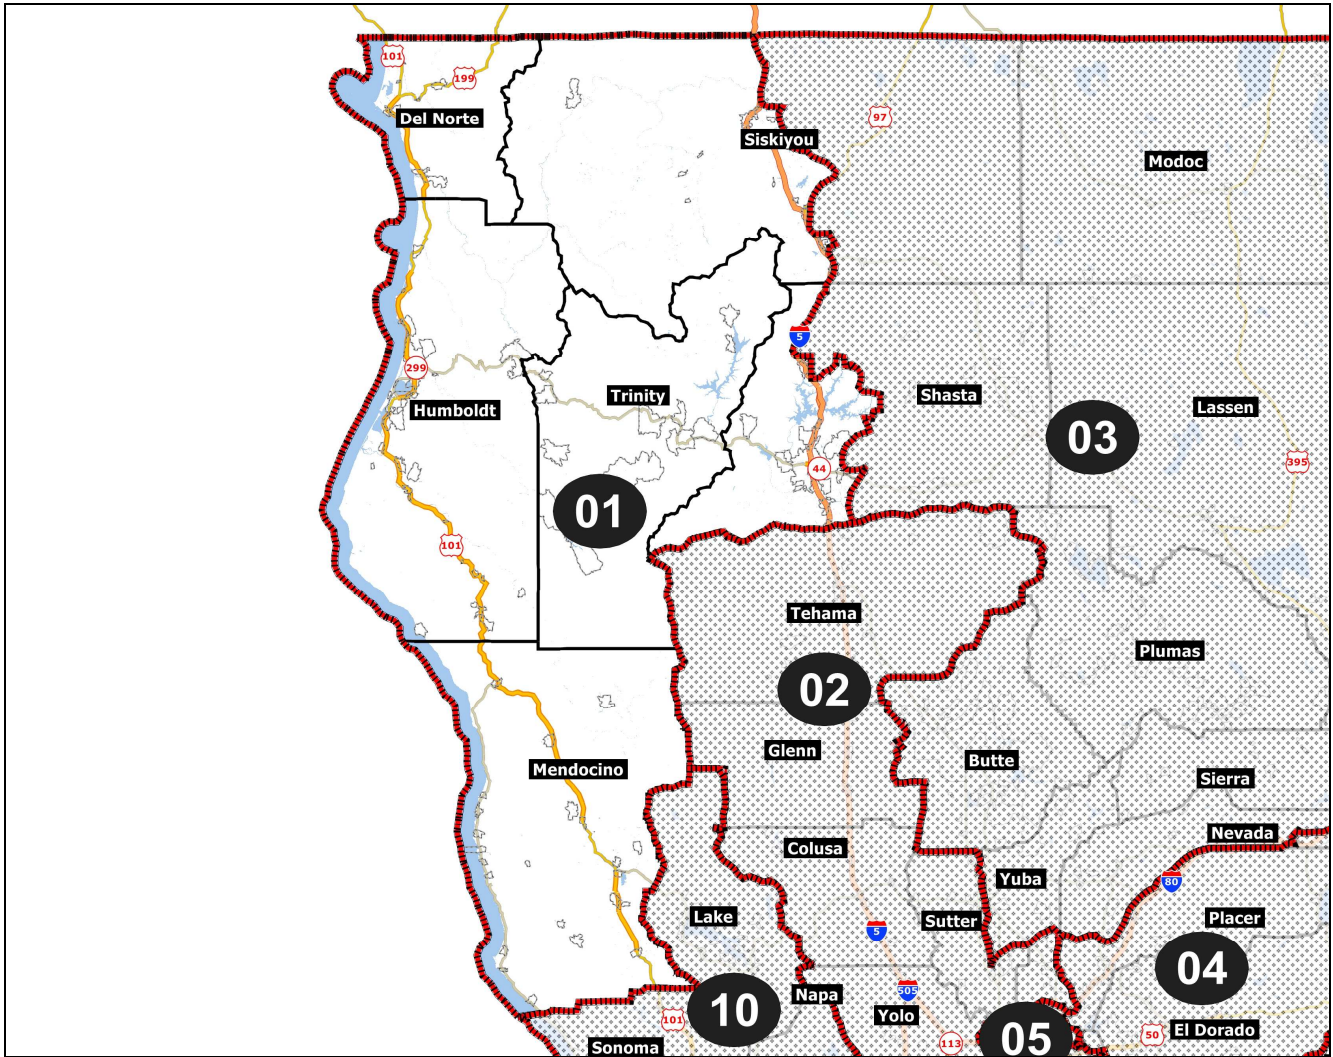 101
199
Del Norte
97
Siskiyou
Modoc
5
299
Humboldt
Trinity
Shasta
Lassen
03
44
395
01
101
Tehama
Plumas
02
Glenn
Butte
Mendocino
Sierra
Nevada
Colusa
Yuba
80
Lake
Sutter
Placer
5
04
10
Napa
505
Yolo
101
05
El Dorado
50
113
Sonoma